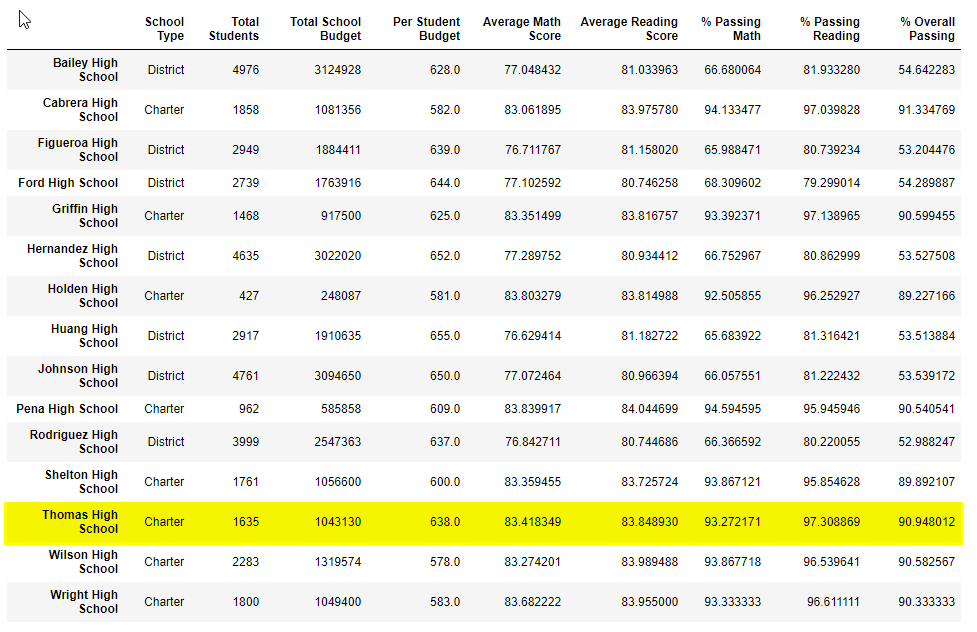 School Type Total Students Total School Budget Per Student Budget Average Math Score Average Reading Score % Passing Math % Passing Reading % Overall Passing
Bailey High School District 4976 3124928 628.0 77.048432 81.033963 66.680064 81.933280 54.642283
Cabrera High School Charter 1858 1081356 582.0 83.061895 83.975780 94.133477 97.039828 91.334769
Figueroa High School District 2949 1884411 639.0 76.711767 81.158020 65.988471 80.739234 53.204476
Ford High School District 2739 1763916 644.0 77.102592 80.746258 68.309602 79.299014 54.289887
Griffin High School Charter 1468 917500 625.0 83.351499 83.816757 93.392371 97.138965 90.599455
Hernandez High School District 4635 3022020 652.0 77.289752 80.934412 66.752967 80.862999 53.527508
Holden High School Charter 427 248087 581.0 83.803279 83.814988 92.505855 96.252927 89.227166
Huang High School District 2917 1910635 655.0 76.629414 81.182722 65.683922 81.316421 53.513884
Johnson High School District 4761 3094650 650.0 77.072464 80.966394 66.057551 81.222432 53.539172
Pena High School Charter 962 585858 609.0 83.839917 84.044699 94.594595 95.945946 90.540541
Rodriguez High School District 3999 2547363 637.0 76.842711 80.744686 66.366592 80.220055 52.988247
Shelton High School Charter 1761 1056600 600.0 83.359455 83.725724 93.867121 95.854628 89.892107
Thomas High School Charter 1635 1043130 638.0 83.418349 83.848930 93.272171 97.308869 90.948012
Wilson High School Charter 2283 1319574 578.0 83.274201 83.989488 93.867718 96.539641 90.582567
Wright High School Charter 1800 1049400 583.0 83.682222 83.955000 93.333333 96.611111 90.333333